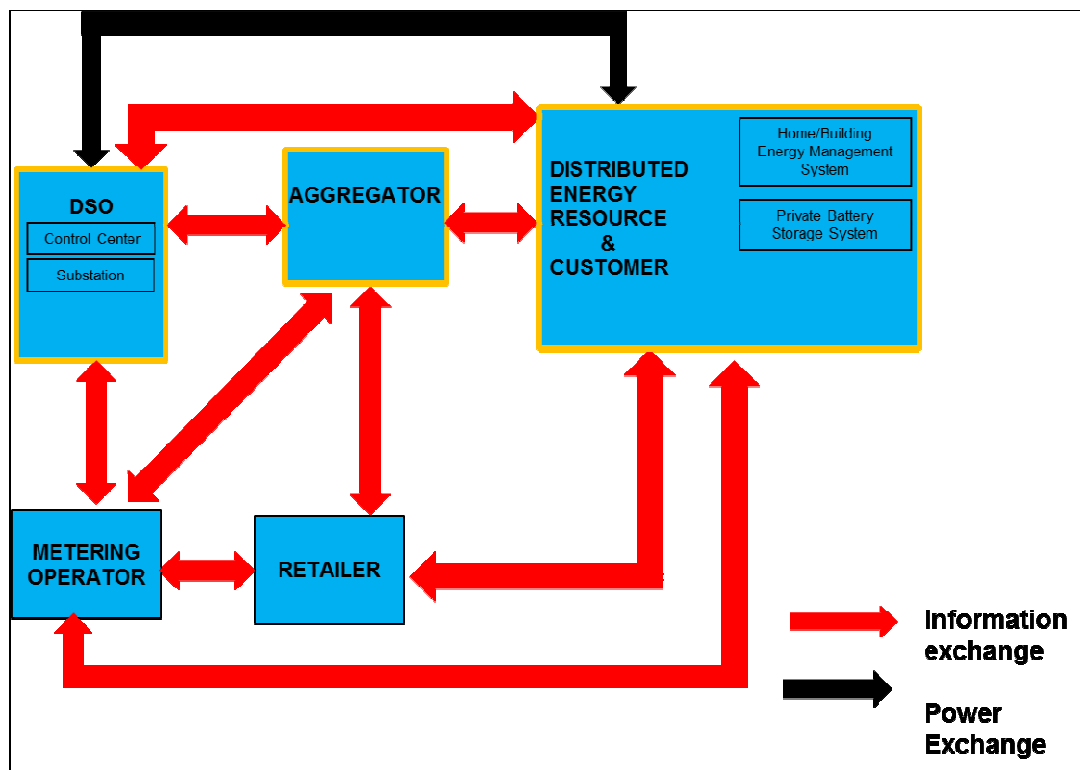 DSO
Control Center
Substation
AGGREGATOR
DISTRIBUTED
ENERGY
RESOURCE
&
CUSTOMER
Home/Building
Energy Management
System
Private Battery
Storage System
METERING
OPERATOR
RETAILER
Information
exchange
Power
Exchange